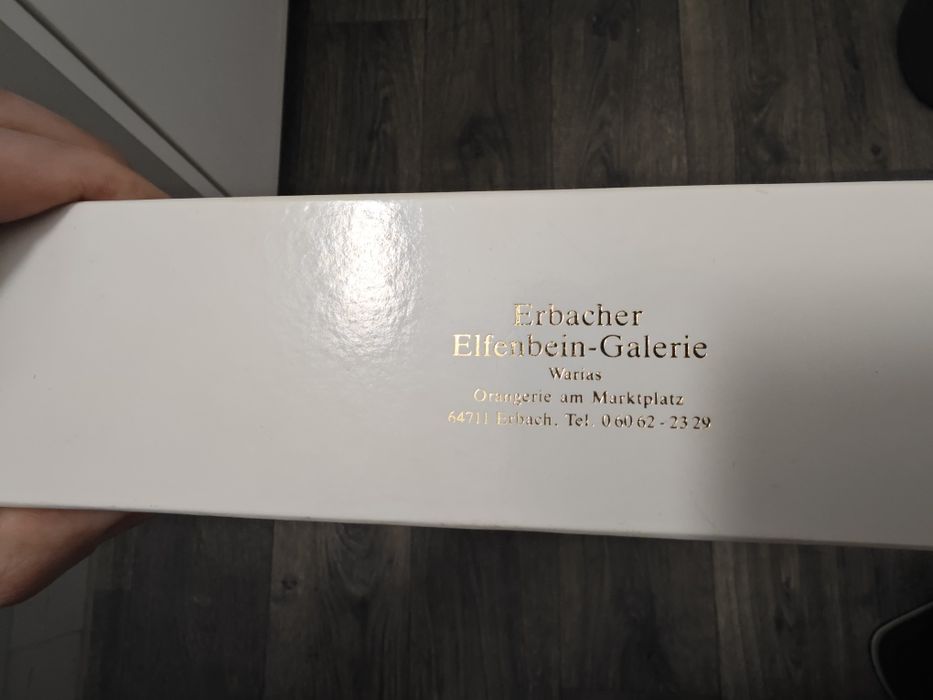 Erbacher
Elfenbein-Galerie
Warias
Orangerie am Marktplatz
64711 Erbach, Tel. 0 60 62 - 23 29